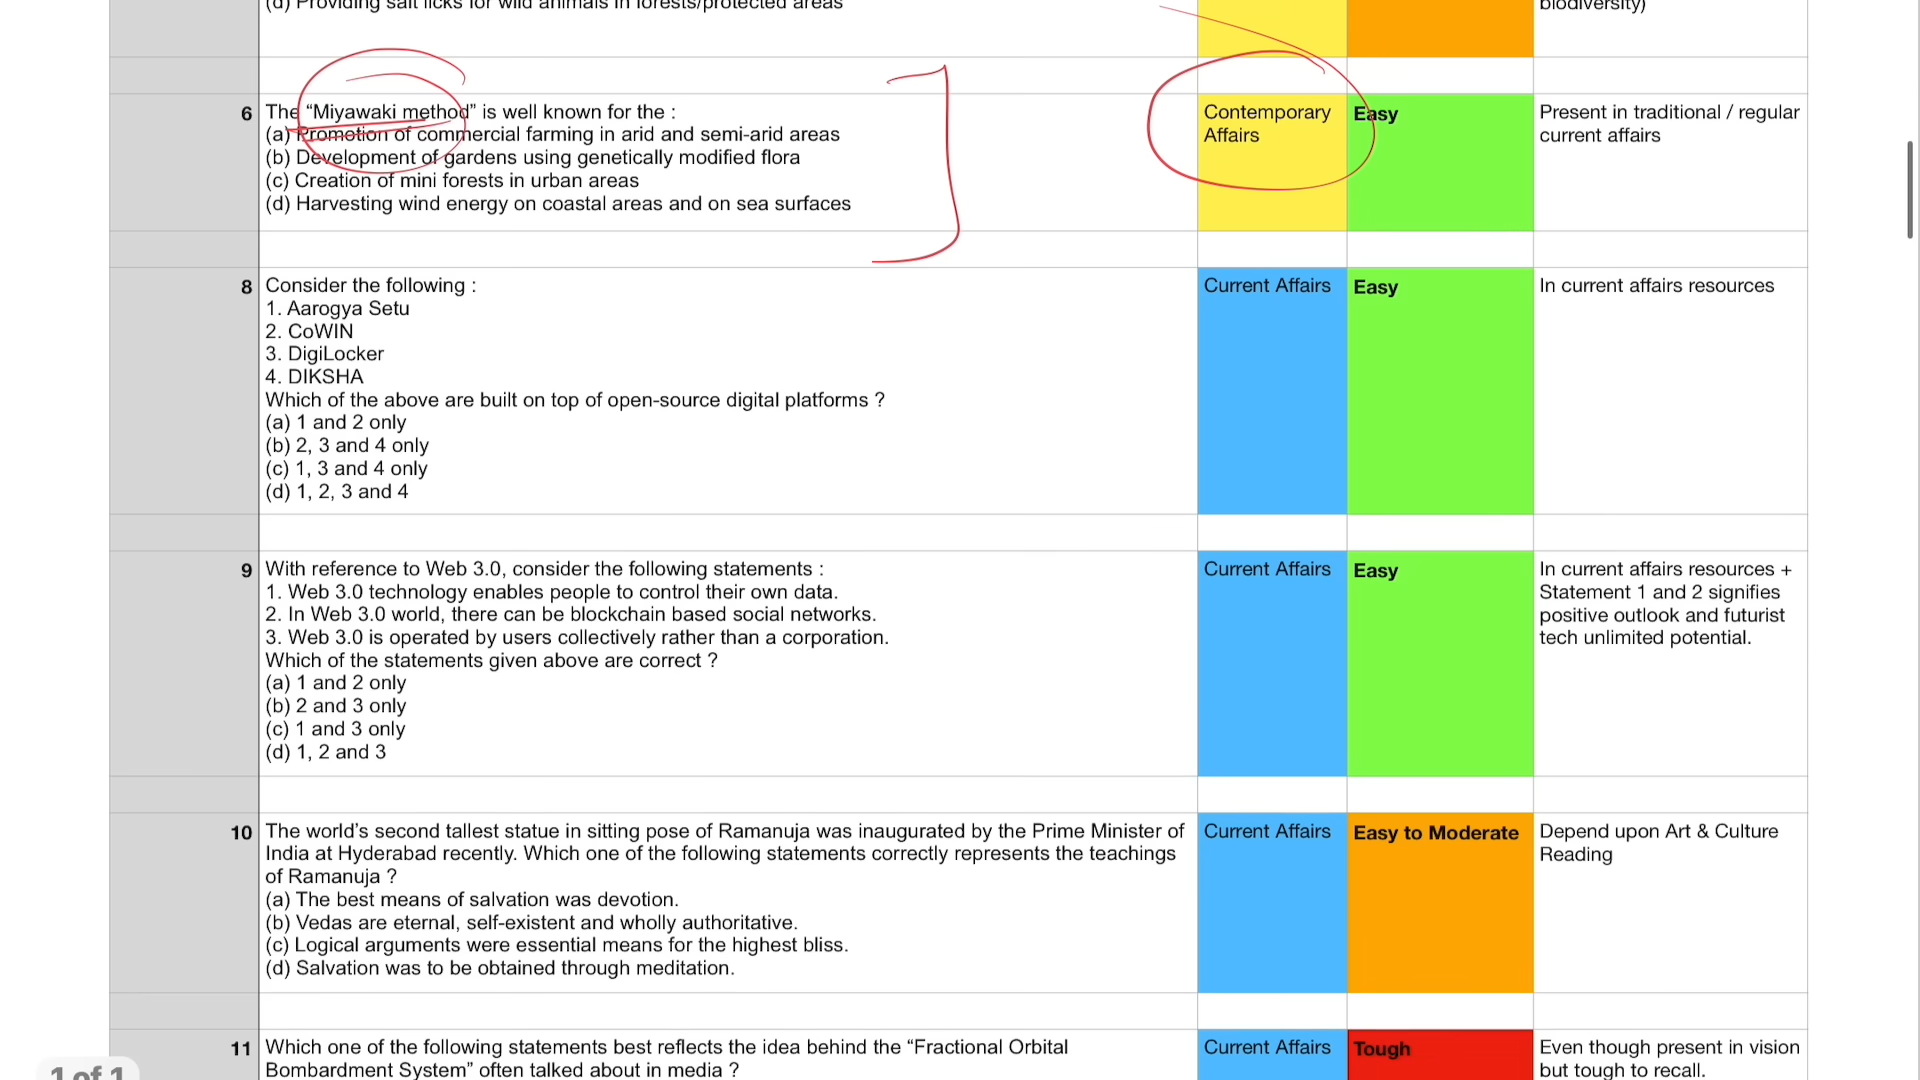 (d) Providing salt licks for wild animals in forests/protected areas
biodiversity)
6
The “Miyawaki method” is well known for the :
(a) Promotion of commercial farming in arid and semi-arid areas
(b) Development of gardens using genetically modified flora
(c) Creation of mini forests in urban areas
(d) Harvesting wind energy on coastal areas and on sea surfaces
Contemporary
Affairs
Easy
Present in traditional / regular
current affairs
8
Consider the following :
1. Aarogya Setu
2. CoWIN
3. DigiLocker
4. DIKSHA
Which of the above are built on top of open-source digital platforms ?
(a) 1 and 2 only
(b) 2, 3 and 4 only
(c) 1, 3 and 4 only
(d) 1, 2, 3 and 4
Current Affairs
Easy
In current affairs resources
9
With reference to Web 3.0, consider the following statements :
1. Web 3.0 technology enables people to control their own data.
2. In Web 3.0 world, there can be blockchain based social networks.
3. Web 3.0 is operated by users collectively rather than a corporation.
Which of the statements given above are correct ?
(a) 1 and 2 only
(b) 2 and 3 only
(c) 1 and 3 only
(d) 1, 2 and 3
Current Affairs
Easy
In current affairs resources +
Statement 1 and 2 signifies
positive outlook and futurist
tech unlimited potential.
10
The world’s second tallest statue in sitting pose of Ramanuja was inaugurated by the Prime Minister of
India at Hyderabad recently. Which one of the following statements correctly represents the teachings
of Ramanuja ?
(a) The best means of salvation was devotion.
(b) Vedas are eternal, self-existent and wholly authoritative.
(c) Logical arguments were essential means for the highest bliss.
(d) Salvation was to be obtained through meditation.
Current Affairs
Easy to Moderate
Depend upon Art & Culture
Reading
11
Which one of the following statements best reflects the idea behind the “Fractional Orbital
Bombardment System” often talked about in media ?
Current Affairs
Tough
Even though present in vision
but tough to recall.
1 of 1